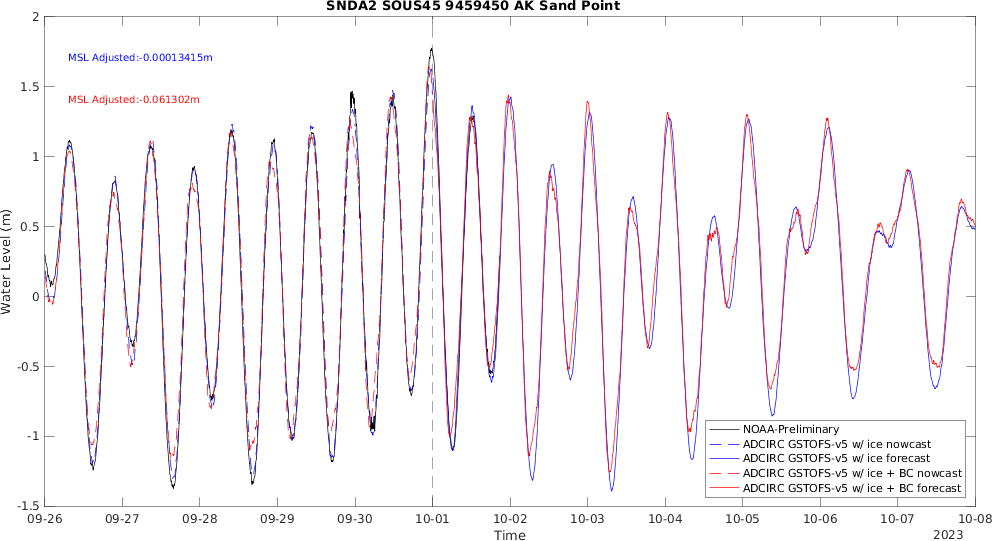 SNDA2 SOUS45 9459450 AK Sand Point
2
MSL Adjusted:-0.00013415m
1.5
MSL Adjusted:-0.061302m
1
0.5
Water Level (m)
0
-0.5
-1
-1.5
NOAA-Preliminary
ADCIRC GSTOFS-v5 w/ ice nowcast
ADCIRC GSTOFS-v5 w/ ice forecast
ADCIRC GSTOFS-v5 w/ ice + BC nowcast
ADCIRC GSTOFS-v5 w/ ice + BC forecast
09-26 09-27 09-28 09-29 09-30 10-01 10-02 10-03 10-04 10-05 10-06 10-07 10-08
Time
2023